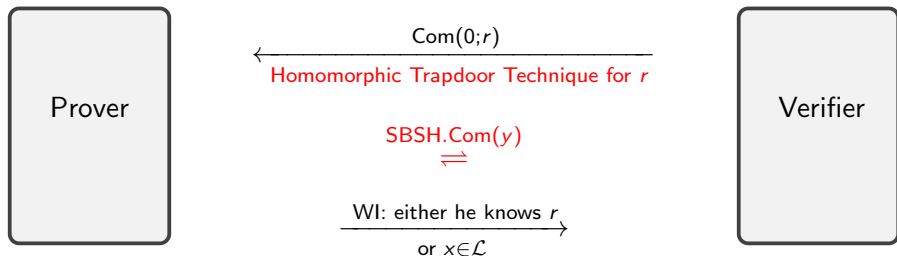 Com(0;r)
Homomorphic Trapdoor Technique for r
Prover
Verifier
SBSH.Com(y)
⇌
WI: either he knows r
or x∈ℒ